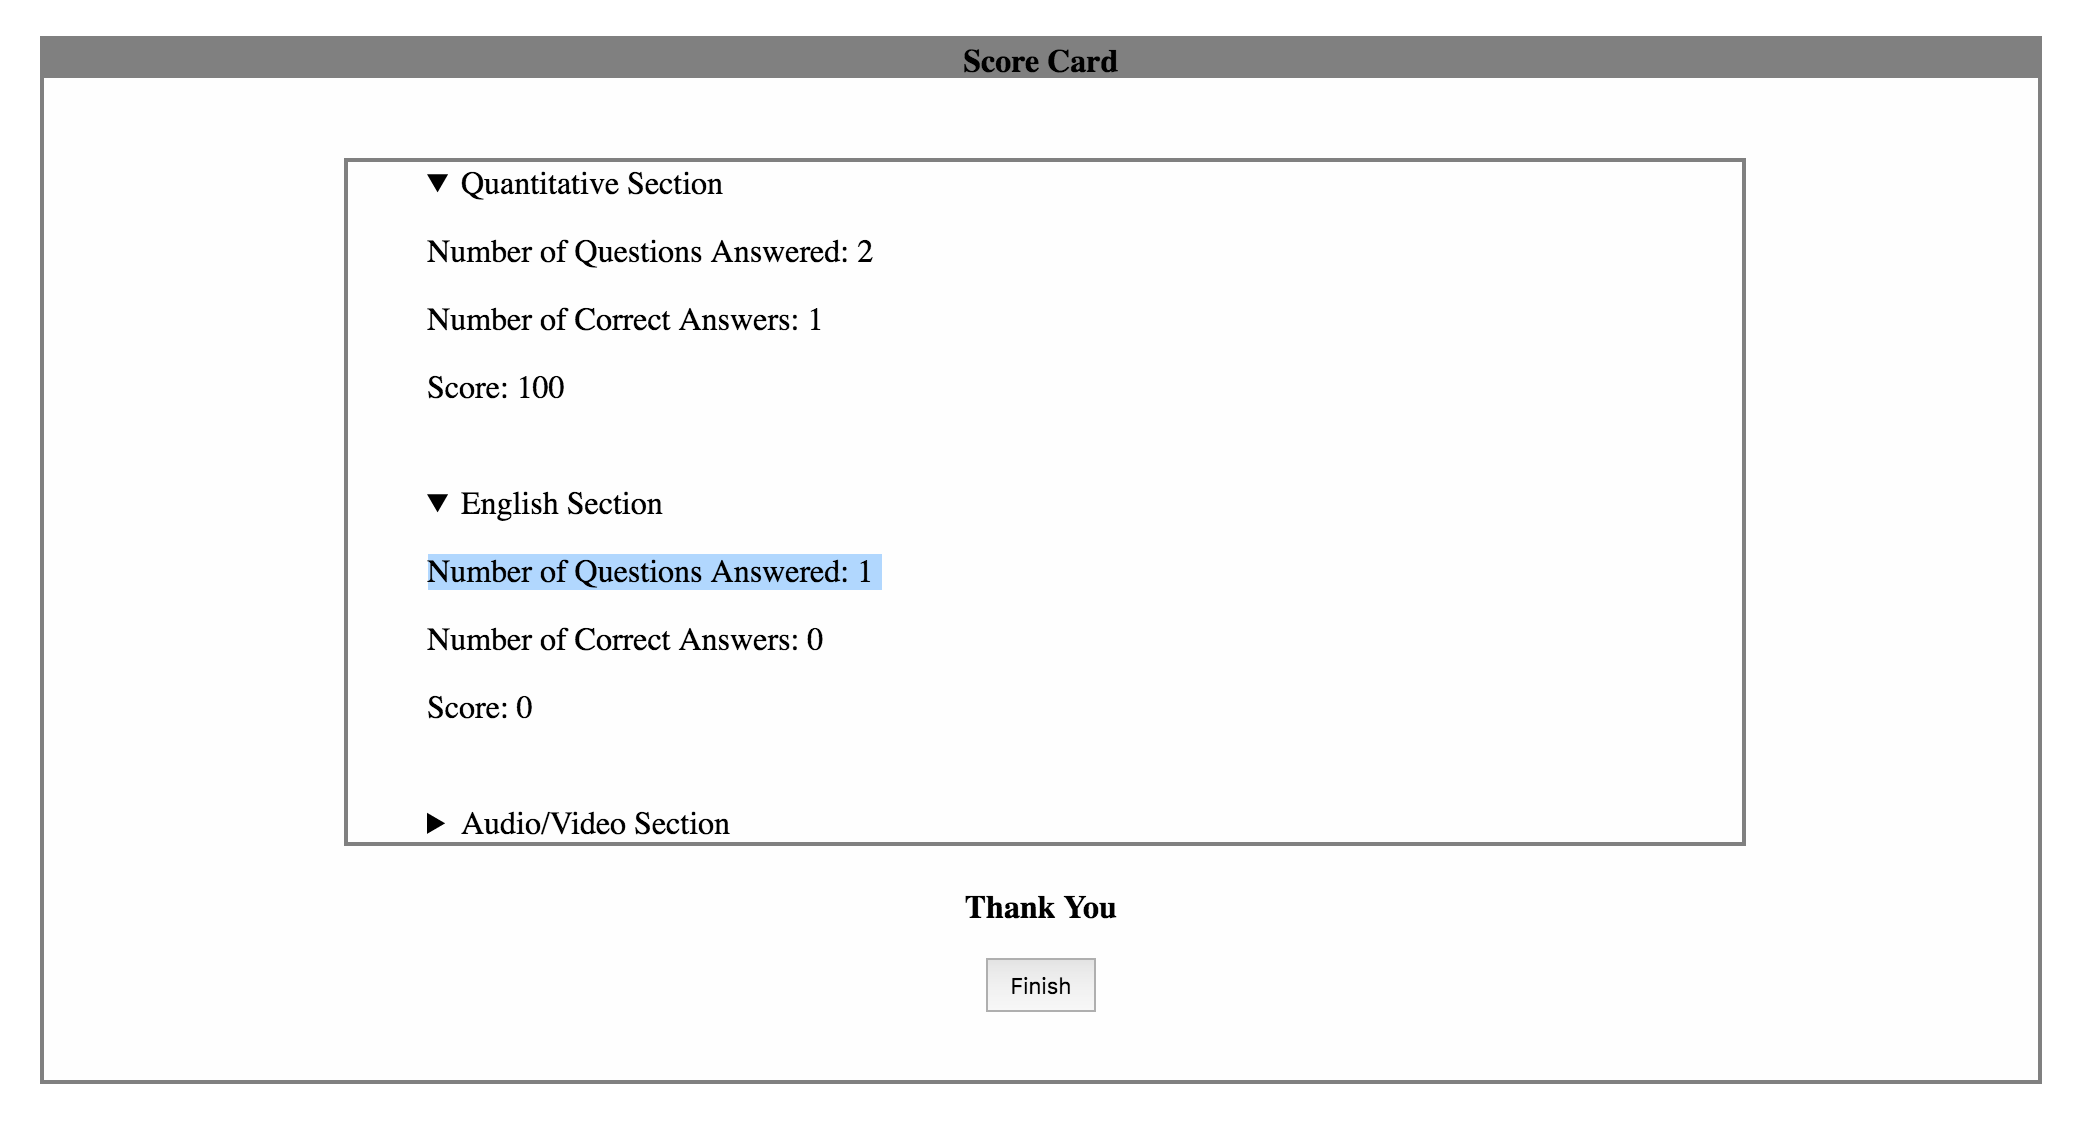 Score Card
Quantitative Section
Number of Questions Answered: 2
Number of Correct Answers: 1
Score: 100
English Section
Number of Questions Answered: 1
Number of Correct Answers: 0
Score: 0
Audio/Video Section
Thank You
Finish